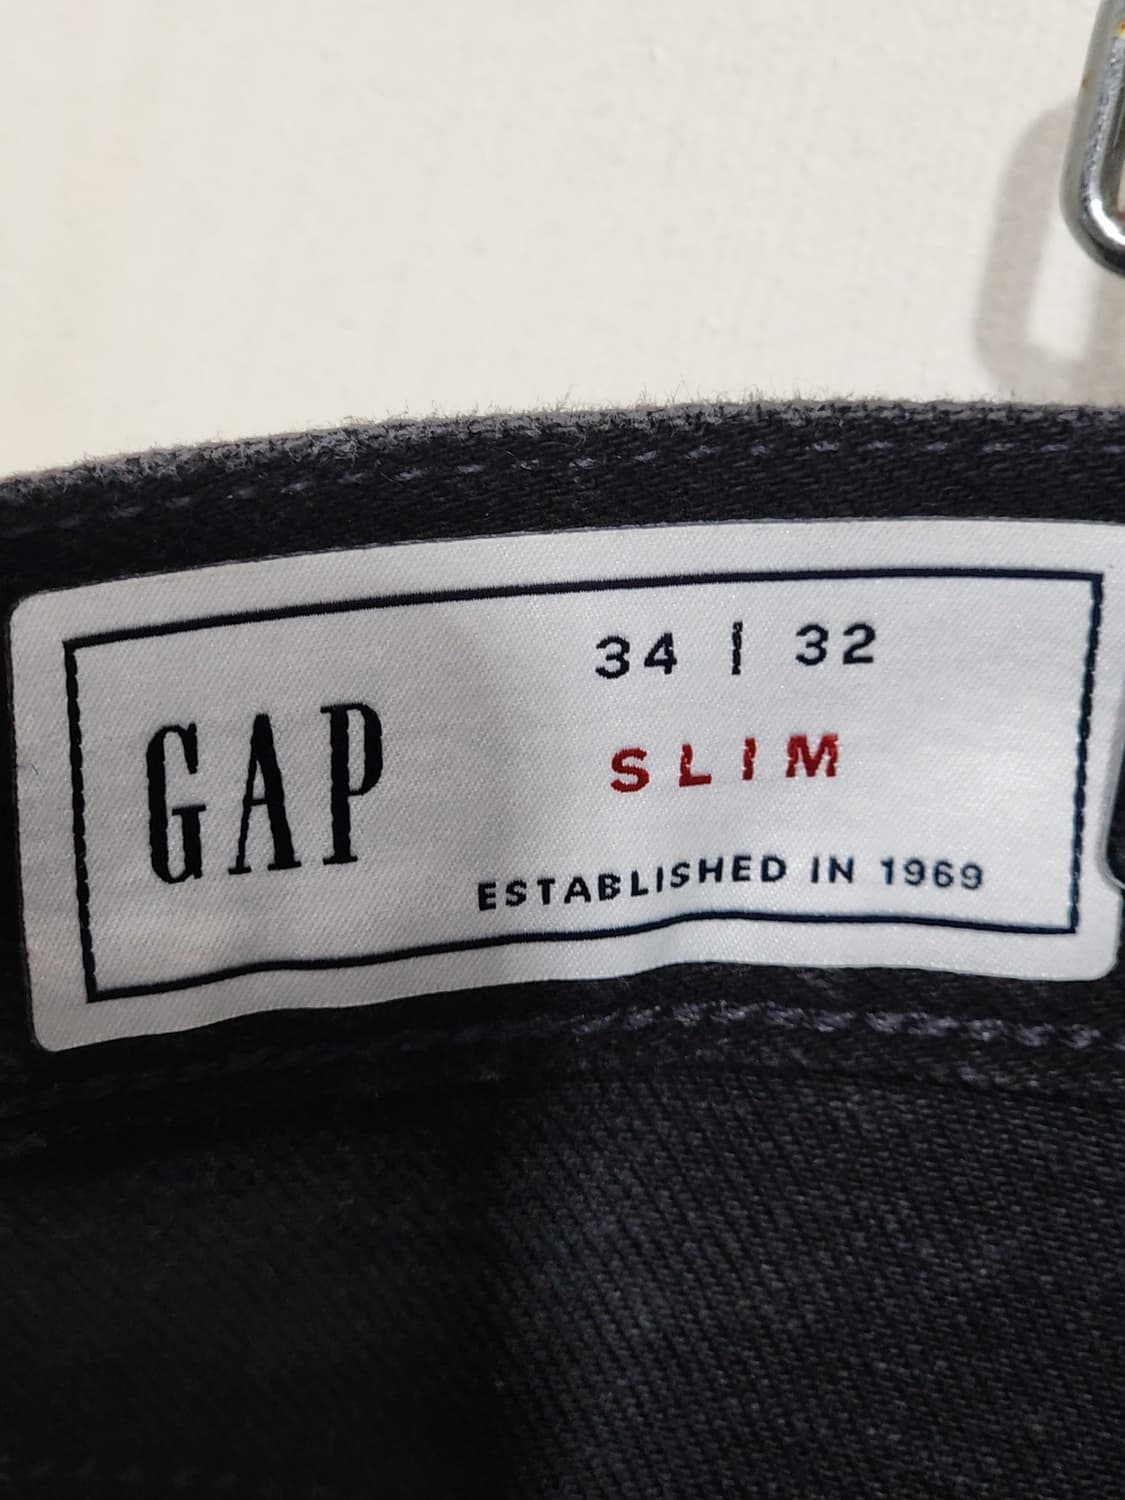 GAP
34 | 32
SLIM
ESTABLISHED IN 1969